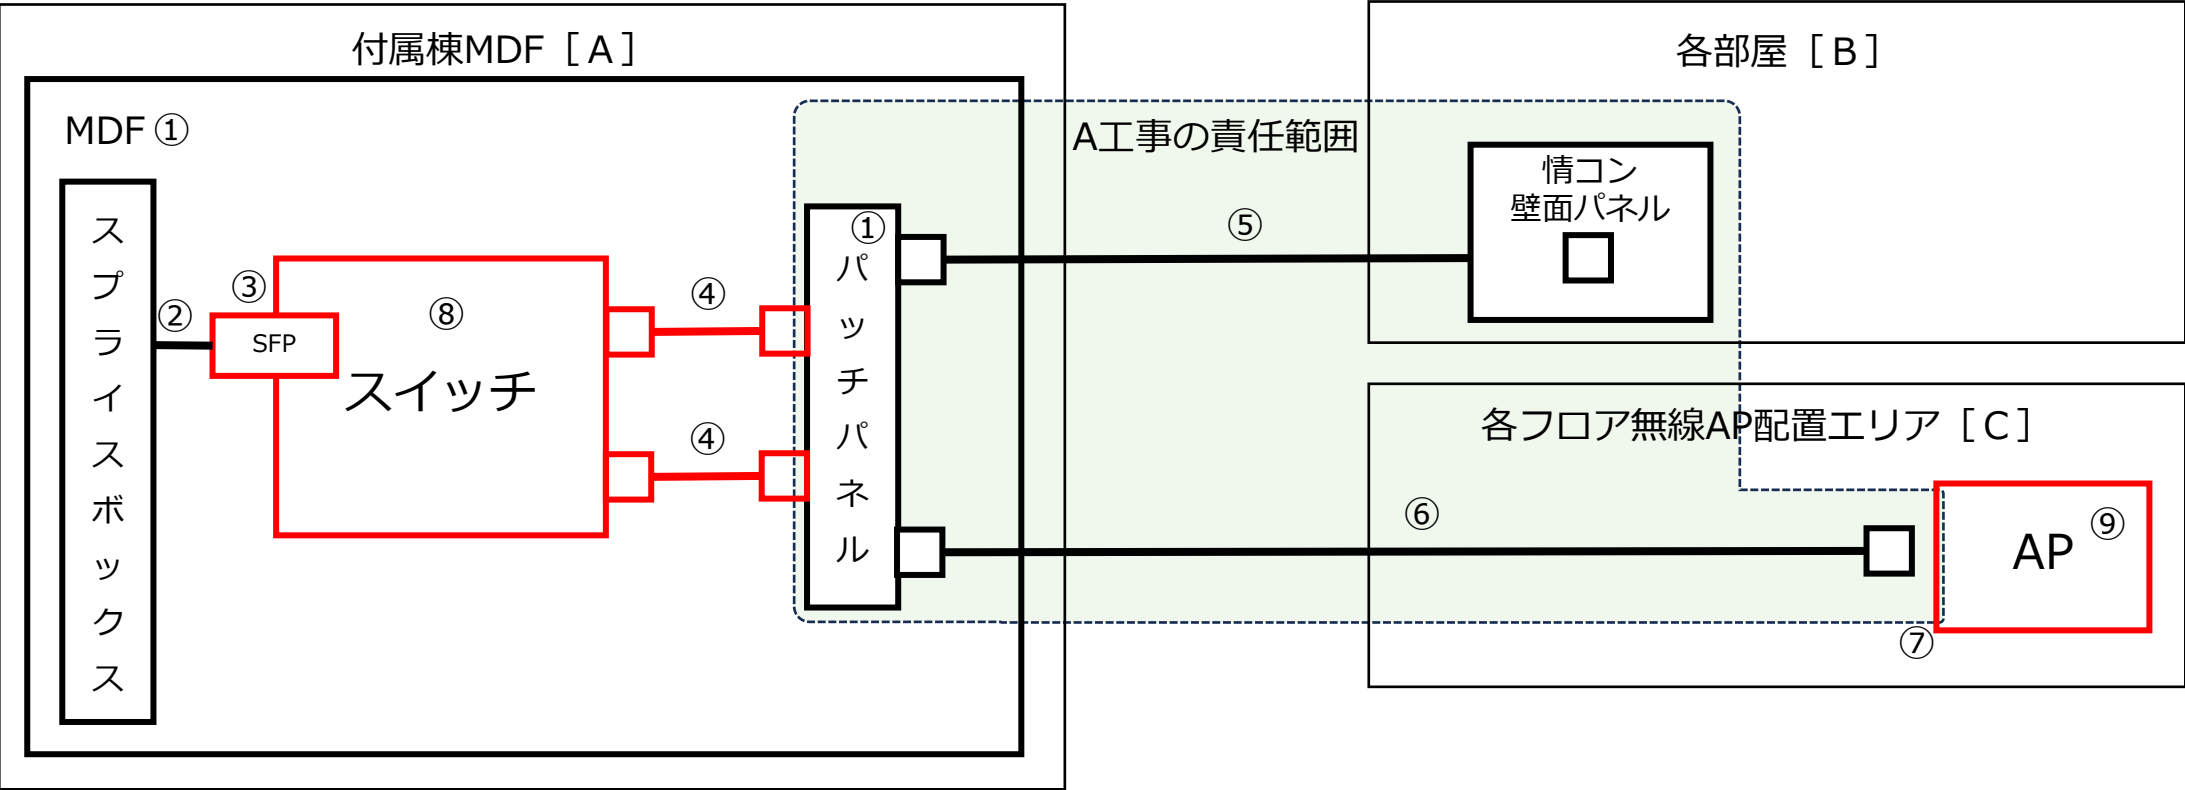 付属棟MDF［A］
MDF①
スプライスボックス
②
③
SFP
⑧
スイッチ
④
④
①
パッチパネル
A工事の責任範囲
⑤
⑥
各部屋［B］
情コン
壁面パネル
各フロア無線AP配置エリア［C］
AP
⑨
⑦